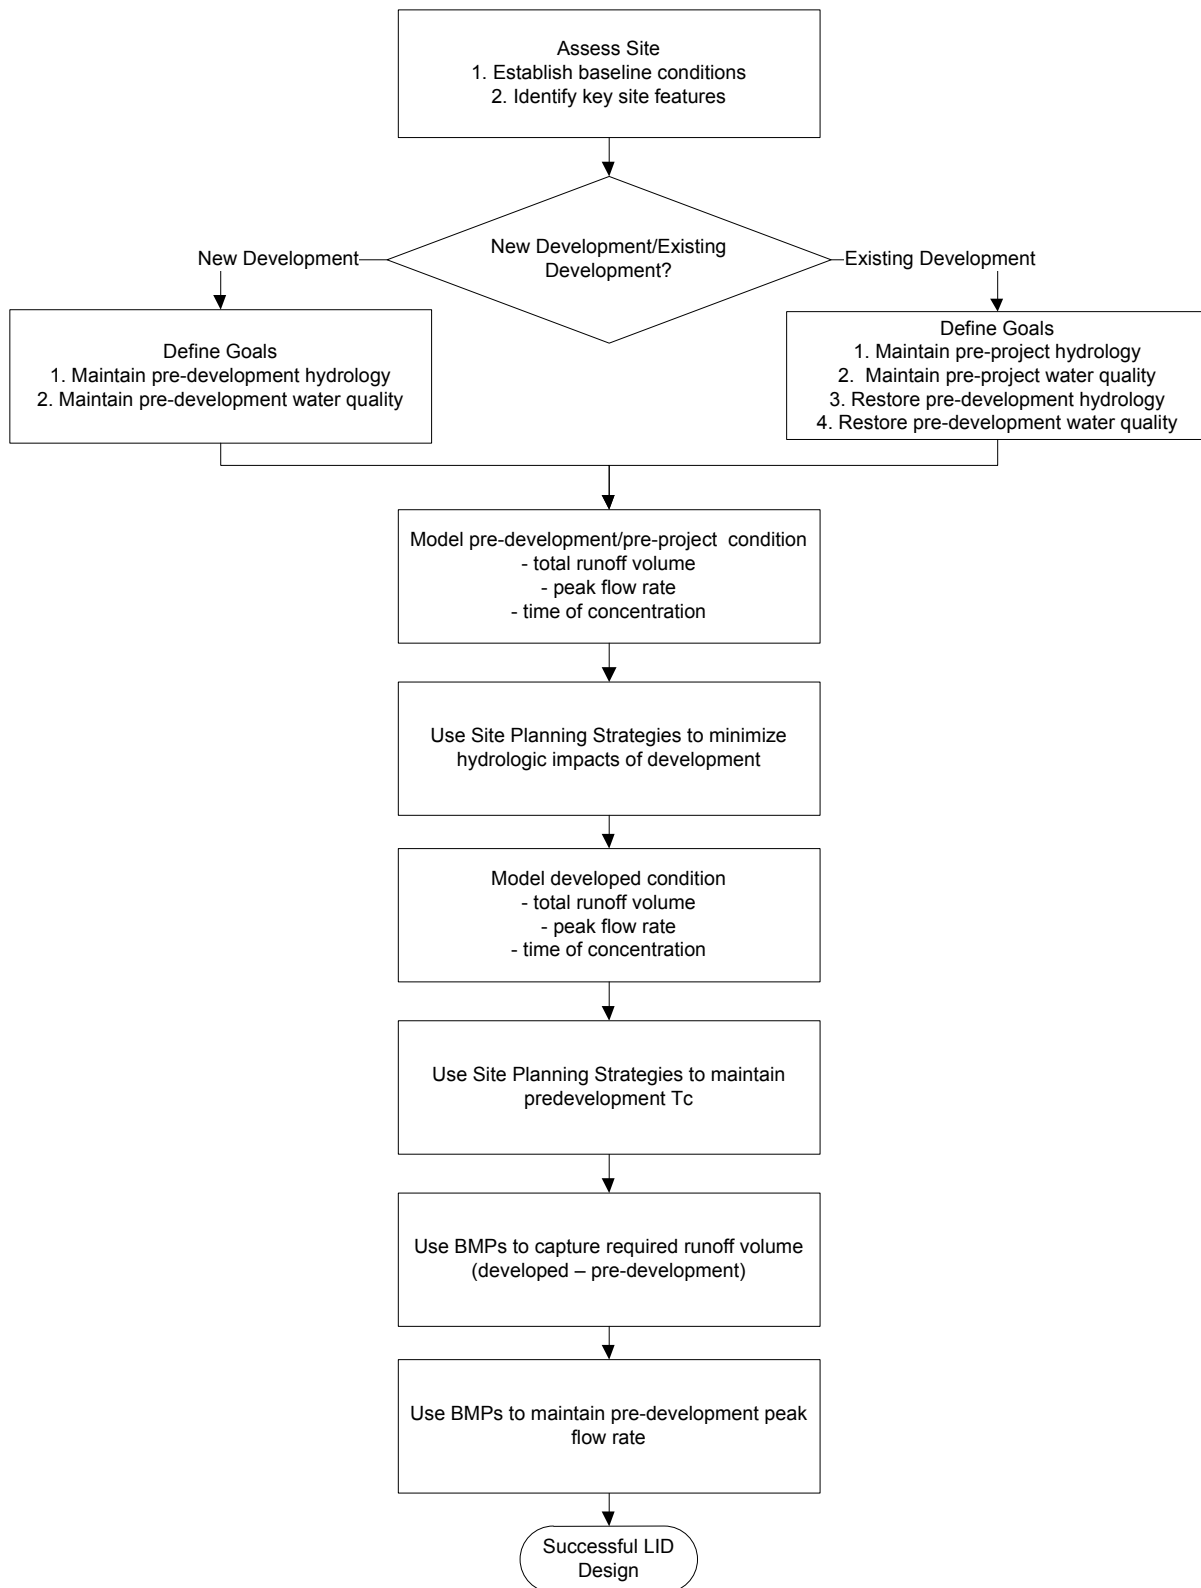 Assess Site
1. Establish baseline conditions
2. Identify key site features
New Development/Existing
Development?
New Development
Existing Development
Define Goals
1. Maintain pre-development hydrology
2. Maintain pre-development water quality
Define Goals
1. Maintain pre-project hydrology
2. Maintain pre-project water quality
3. Restore pre-development hydrology
4. Restore pre-development water quality
Model pre-development/pre-project condition
- total runoff volume
- peak flow rate
- time of concentration
Use Site Planning Strategies to minimize
hydrologic impacts of development
Model developed condition
- total runoff volume
- peak flow rate
- time of concentration
Use Site Planning Strategies to maintain
predevelopment Tc
Use BMPs to capture required runoff volume
(developed – pre-development)
Use BMPs to maintain pre-development peak
flow rate
Successful LID
Design